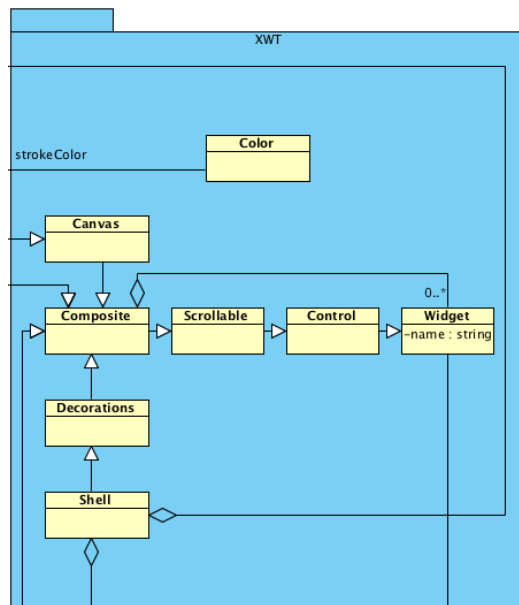 XWT
Color
strokeColor
Canvas
0..*
Composite
Scrollable
Control
Widget
-name : string
Decorations
Shell